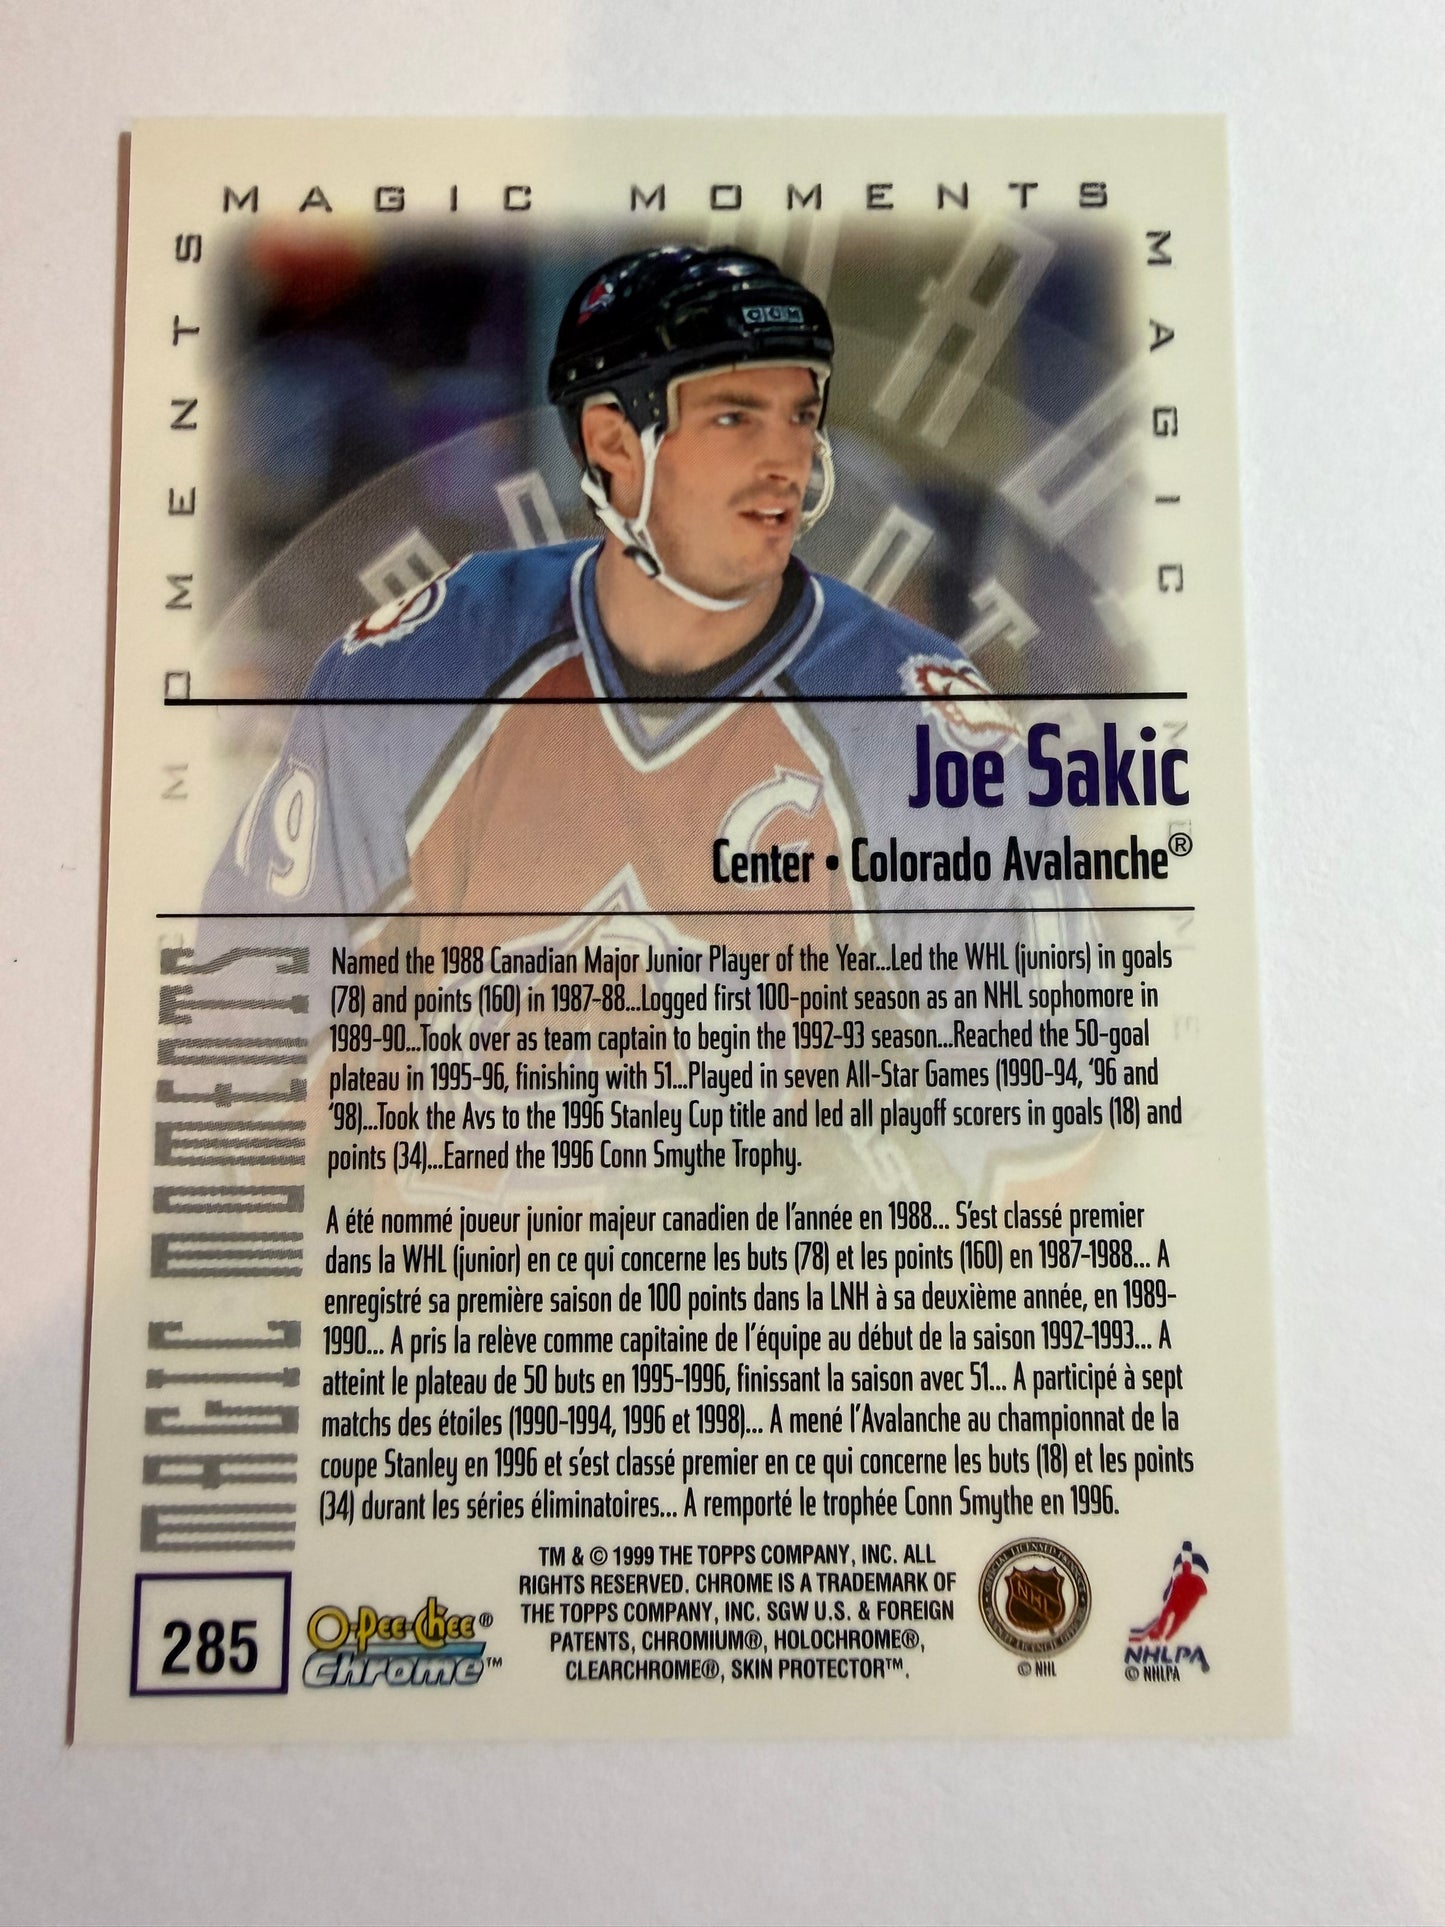 MAGIC MOMENTS
MAGIC
MOMENTS
CCM
19
C
Joe Sakic
Center • Colorado Avalanche®
MAGIC MOMENTS
Named the 1988 Canadian Major Junior Player of the Year...Led the WHL (juniors) in goals
(78) and points (160) in 1987-88...Logged first 100-point season as an NHL sophomore in
1989-90...Took over as team captain to begin the 1992-93 season...Reached the 50-goal
plateau in 1995-96, finishing with 51...Played in seven All-Star Games (1990-94, '96 and
'98)...Took the Avs to the 1996 Stanley Cup title and led all playoff scorers in goals (18) and
points (34)...Earned the 1996 Conn Smythe Trophy.
A été nommé joueur junior majeur canadien de l'année en 1988... S'est classé premier
dans la WHL (junior) en ce qui concerne les buts (78) et les points (160) en 1987-1988... A
enregistré sa première saison de 100 points dans la LNH à sa deuxième année, en 1989-
1990... A pris la relève comme capitaine de l'équipe au début de la saison 1992-1993... A
atteint le plateau de 50 buts en 1995-1996, finissant la saison avec 51... A participé à sept
matchs des étoiles (1990-1994, 1996 et 1998)... A mené l'Avalanche au championnat de la
coupe Stanley en 1996 et s'est classé premier en ce qui concerne les buts (18) et les points
(34) durant les séries éliminatoires... A remporté le trophée Conn Smythe en 1996.
285
O-Pee-Chee®
Chrome™
TM & © 1999 THE TOPPS COMPANY, INC. ALL
RIGHTS RESERVED. CHROME IS A TRADEMARK OF
THE TOPPS COMPANY, INC. SGW U.S. & FOREIGN
PATENTS, CHROMIUM®, HOLOCHROME®,
CLEARCHROME®, SKIN PROTECTOR™.
NHL
© NHL
NHLPA
© NHLPA